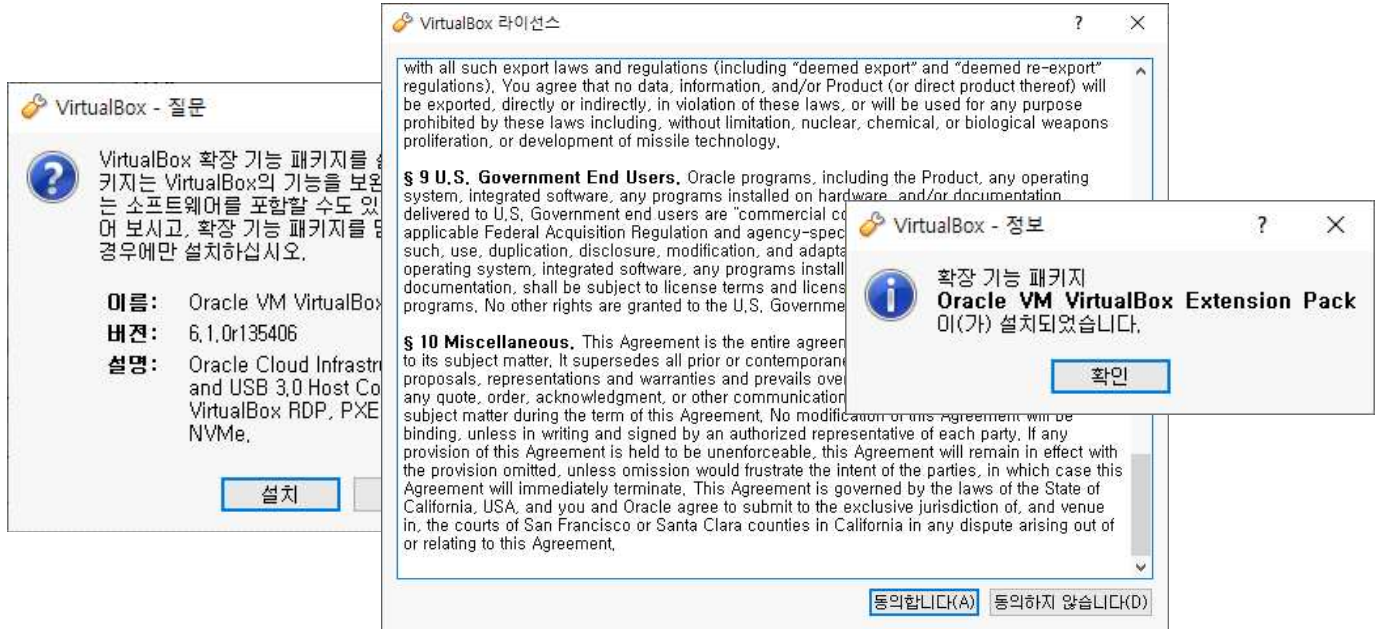 VirtualBox - 질문
VirtualBox 확장 기능 패키지를
키지는 VirtualBox의 기능을 보완
는 소프트웨어를 포함할 수도 있
어 보시고, 확장 기능 패키지를
경우에만 설치하십시오.
이름: Oracle VM VirtualBox
버전: 6.1.0r135406
설명: Oracle Cloud
and USB 3.0 Host
VirtualBox RDP, PXE
NVMe.
설치
VirtualBox 라이선스 ? ×
with all such export laws and regulations (including "deemed export" and "deemed re-export"
regulations). You agree that no data, information, and/or Product (or direct product thereof) will
be exported, directly or indirectly, in violation of these laws, or will be used for any purpose
prohibited by these laws including, without limitation, nuclear, chemical, or biological weapons
proliferation, or development of missile technology.
§ 9 U.S. Government End Users. Oracle programs, including the Product, any operating
system, integrated software, any programs installed on hardware, and/or documentation
delivered to U.S. Government end users are "commercial
applicable Federal Acquisition Regulation and
such, use, duplication, disclosure, modification, and
operating system, integrated software, any programs
documentation, shall be subject to license terms and
programs. No other rights are granted to the U.S.
§ 10 Miscellaneous. This Agreement is the entire
to its subject matter. It supersedes all prior or
proposals, representations and warranties and prevails
any quote, order, acknowledgment, or other communication
subject matter during the term of this Agreement. No modification of this Agreement will be
binding, unless in writing and signed by an authorized representative of each party. If any
provision of this Agreement is held to be unenforceable, this Agreement will remain in effect with
the provision omitted, unless omission would frustrate the intent of the parties, in which case this
Agreement will immediately terminate. This Agreement is governed by the laws of the State of
California, USA, and you and Oracle agree to submit to the exclusive jurisdiction of, and venue
in, the courts of San Francisco or Santa Clara counties in California in any dispute arising out of
or relating to this Agreement.
동의합니다(A) 동의하지 않습니다(D)
VirtualBox - 정보 ? ×
확장 기능 패키지
Oracle VM VirtualBox Extension Pack
이(가) 설치되었습니다.
확인